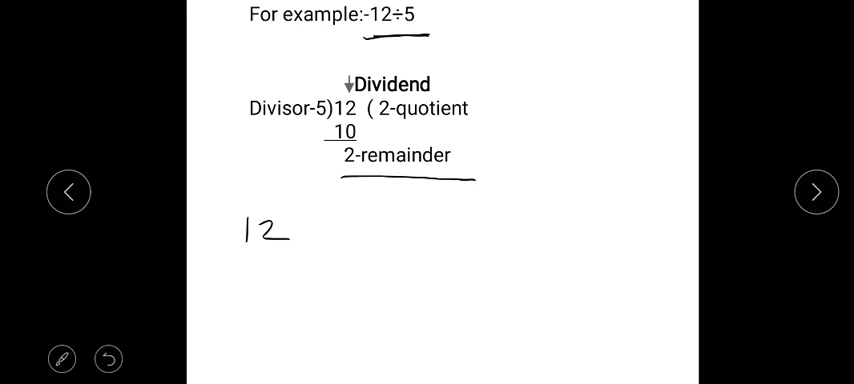 For example:-12÷5
↓Dividend
Divisor-5)12 ( 2-quotient
10
2-remainder
12